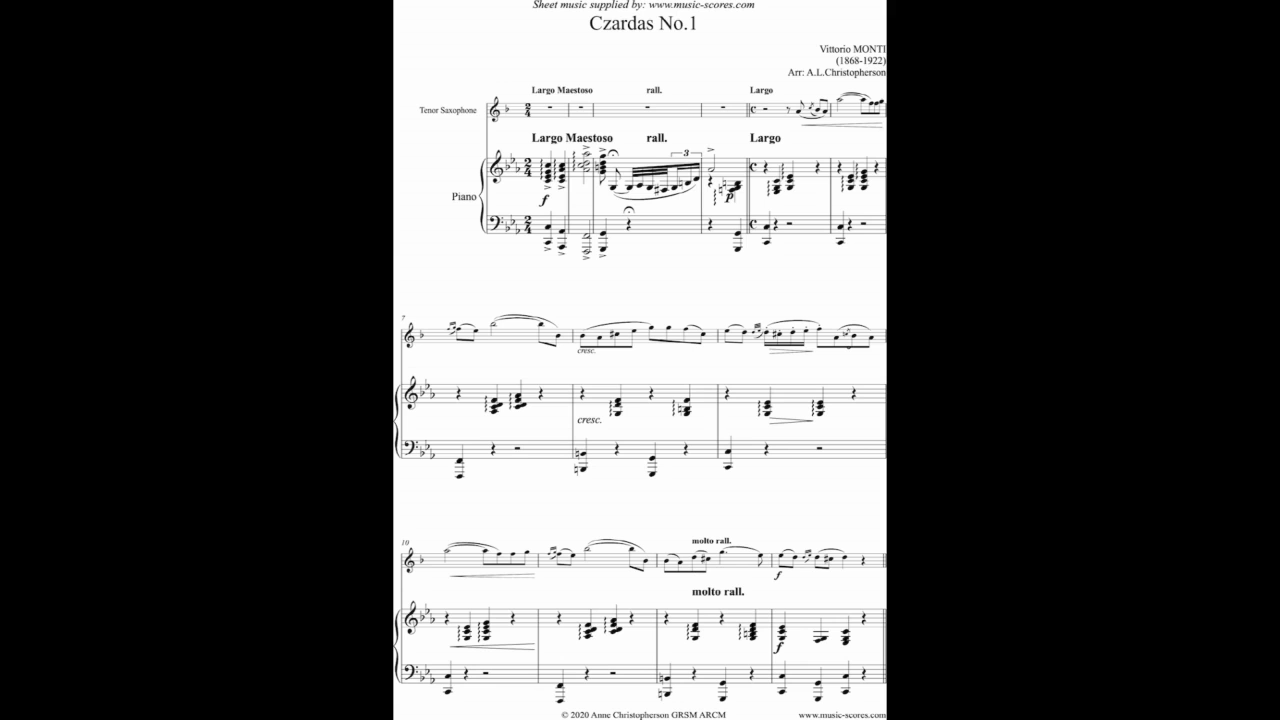 Sheet music supplied by: www.music-scores.com
Czardas No.1
Vittorio MONTI
(1868-1922)
Arr: A.L.Christopherson
Largo Maestoso rall. Largo
Tenor Saxophone
Largo Maestoso rall. Largo
3
Piano
f
p
7
cresc.
cresc.
10
molto rall.
f
molto rall.
f
© 2020 Anne Christopherson GRSM ARCM www.music-scores.com